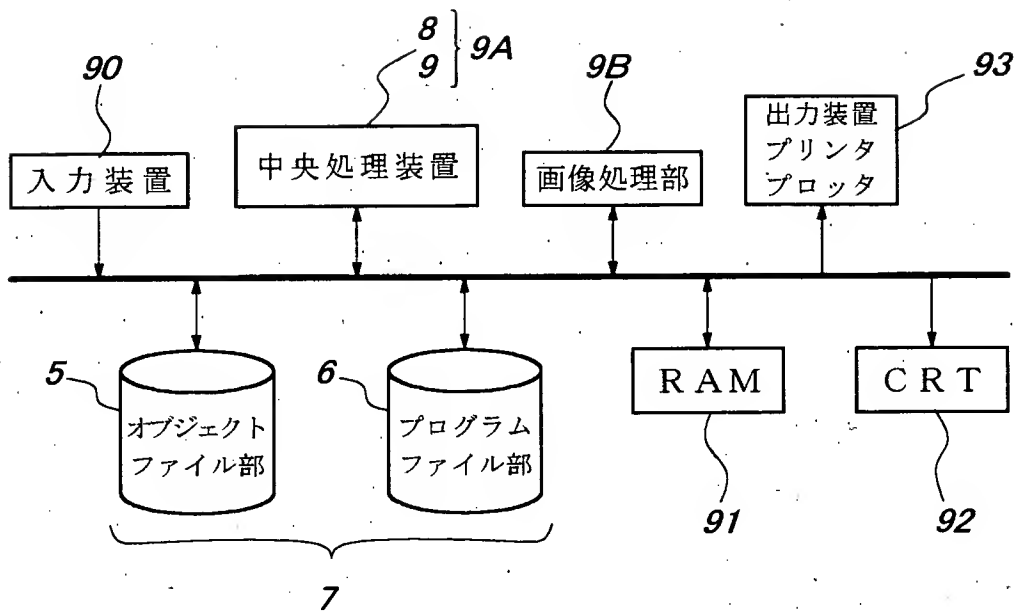 8
9
9A
90
9B
93
入力装置
中央処理装置
画像処理部
出力装置
プリンタ
プロッタ
5
オブジェクト
ファイル部
6
プログラム
ファイル部
RAM
CRT
91
92
7